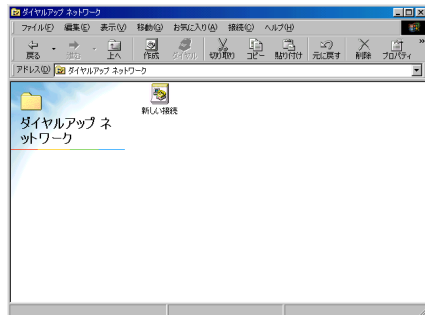 ダイヤルアップ ネットワーク
ファイル(F) 編集(E) 表示(V) 移動(G) お気に入り(A) 接続(C) ヘルプ(H)
戻る 進む 上へ 作成 ダイヤル 切り取り コピー 貼り付け 元に戻す 削除 プロパティ
アドレス(D) ダイヤルアップ ネットワーク
新しい接続
ダイヤルアップ ネ
ットワーク